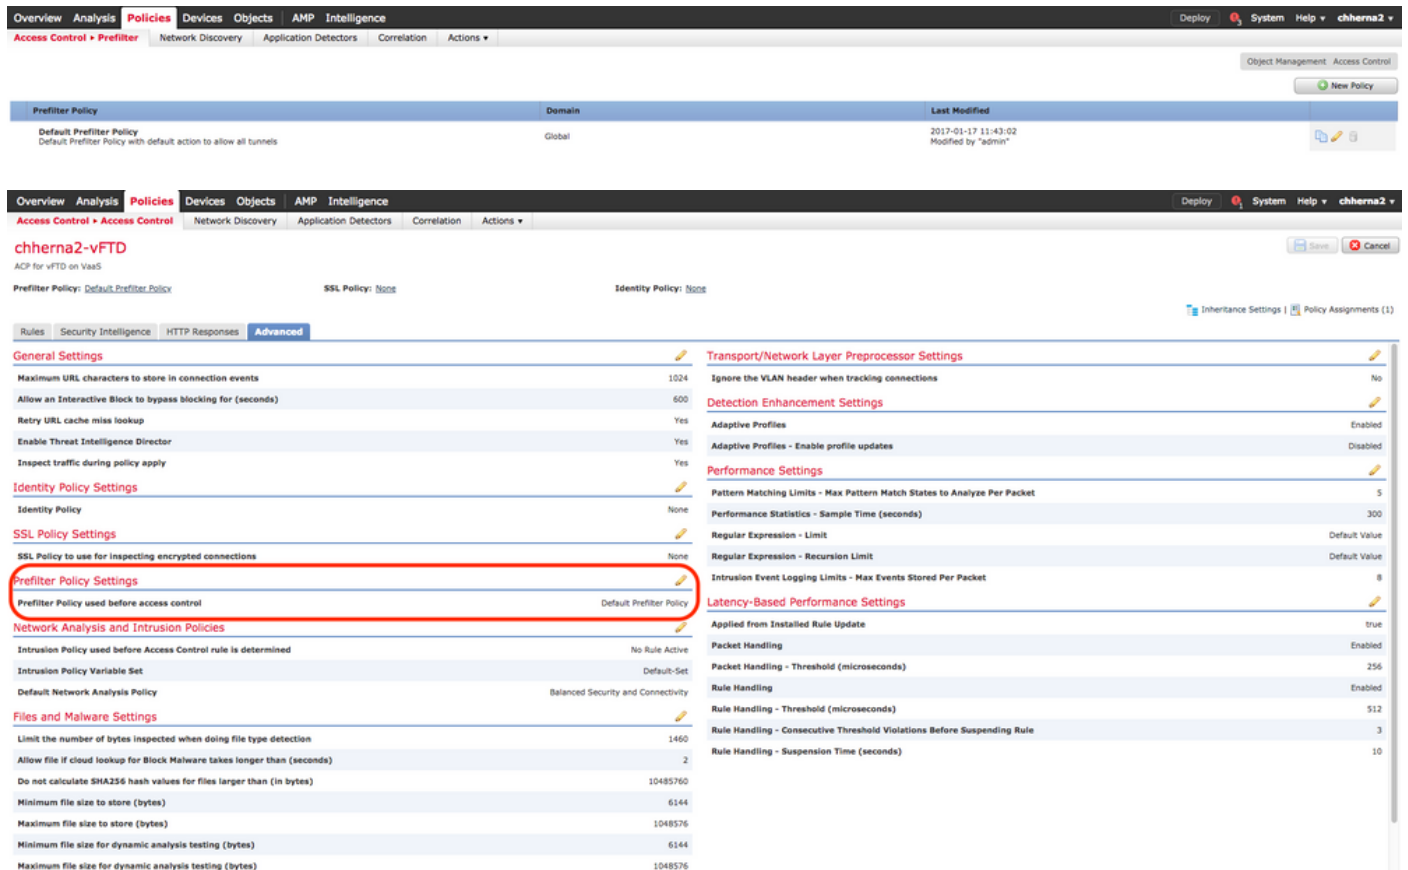 Overview Analysis Policies Devices Objects AMP Intelligence Deploy System Help ▾ chherna2 ▾
Access Control ▸ Prefilter Network Discovery Application Detectors Correlation Actions ▾
Object Management Access Control
New Policy
Prefilter Policy Domain Last Modified
Default Prefilter Policy
Default Prefilter Policy with default action to allow all tunnels
Global
2017-01-17 11:43:02
Modified by "admin"
Overview Analysis Policies Devices Objects AMP Intelligence Deploy System Help ▾ chherna2 ▾
Access Control ▸ Access Control Network Discovery Application Detectors Correlation Actions ▾
chherna2-vFTD
Save Cancel
ACP for vFTD on VaaS
Prefilter Policy: Default Prefilter Policy SSL Policy: None Identity Policy: None
Inheritance Settings | Policy Assignments (1)
Rules Security Intelligence HTTP Responses Advanced
General Settings
Maximum URL characters to store in connection events 1024
Allow an Interactive Block to bypass blocking for (seconds) 600
Retry URL cache miss lookup Yes
Enable Threat Intelligence Director Yes
Inspect traffic during policy apply Yes
Identity Policy Settings
Identity Policy None
SSL Policy Settings
SSL Policy to use for inspecting encrypted connections None
Prefilter Policy Settings
Prefilter Policy used before access control Default Prefilter Policy
Network Analysis and Intrusion Policies
Intrusion Policy used before Access Control rule is determined No Rule Active
Intrusion Policy Variable Set Default-Set
Default Network Analysis Policy Balanced Security and Connectivity
Files and Malware Settings
Limit the number of bytes inspected when doing file type detection 1460
Allow file if cloud lookup for Block Malware takes longer than (seconds) 2
Do not calculate SHA256 hash values for files larger than (in bytes) 10485760
Minimum file size to store (bytes) 6144
Maximum file size to store (bytes) 1048576
Minimum file size for dynamic analysis testing (bytes) 6144
Maximum file size for dynamic analysis testing (bytes) 1048576
Transport/Network Layer Preprocessor Settings
Ignore the VLAN header when tracking connections No
Detection Enhancement Settings
Adaptive Profiles Enabled
Adaptive Profiles - Enable profile updates Disabled
Performance Settings
Pattern Matching Limits - Max Pattern Match States to Analyze Per Packet 5
Performance Statistics - Sample Time (seconds) 300
Regular Expression - Limit Default Value
Regular Expression - Recursion Limit Default Value
Intrusion Event Logging Limits - Max Events Stored Per Packet 8
Latency-Based Performance Settings
Applied from Installed Rule Update true
Packet Handling Enabled
Packet Handling - Threshold (microseconds) 256
Rule Handling Enabled
Rule Handling - Threshold (microseconds) 512
Rule Handling - Consecutive Threshold Violations Before Suspending Rule 3
Rule Handling - Suspension Time (seconds) 10